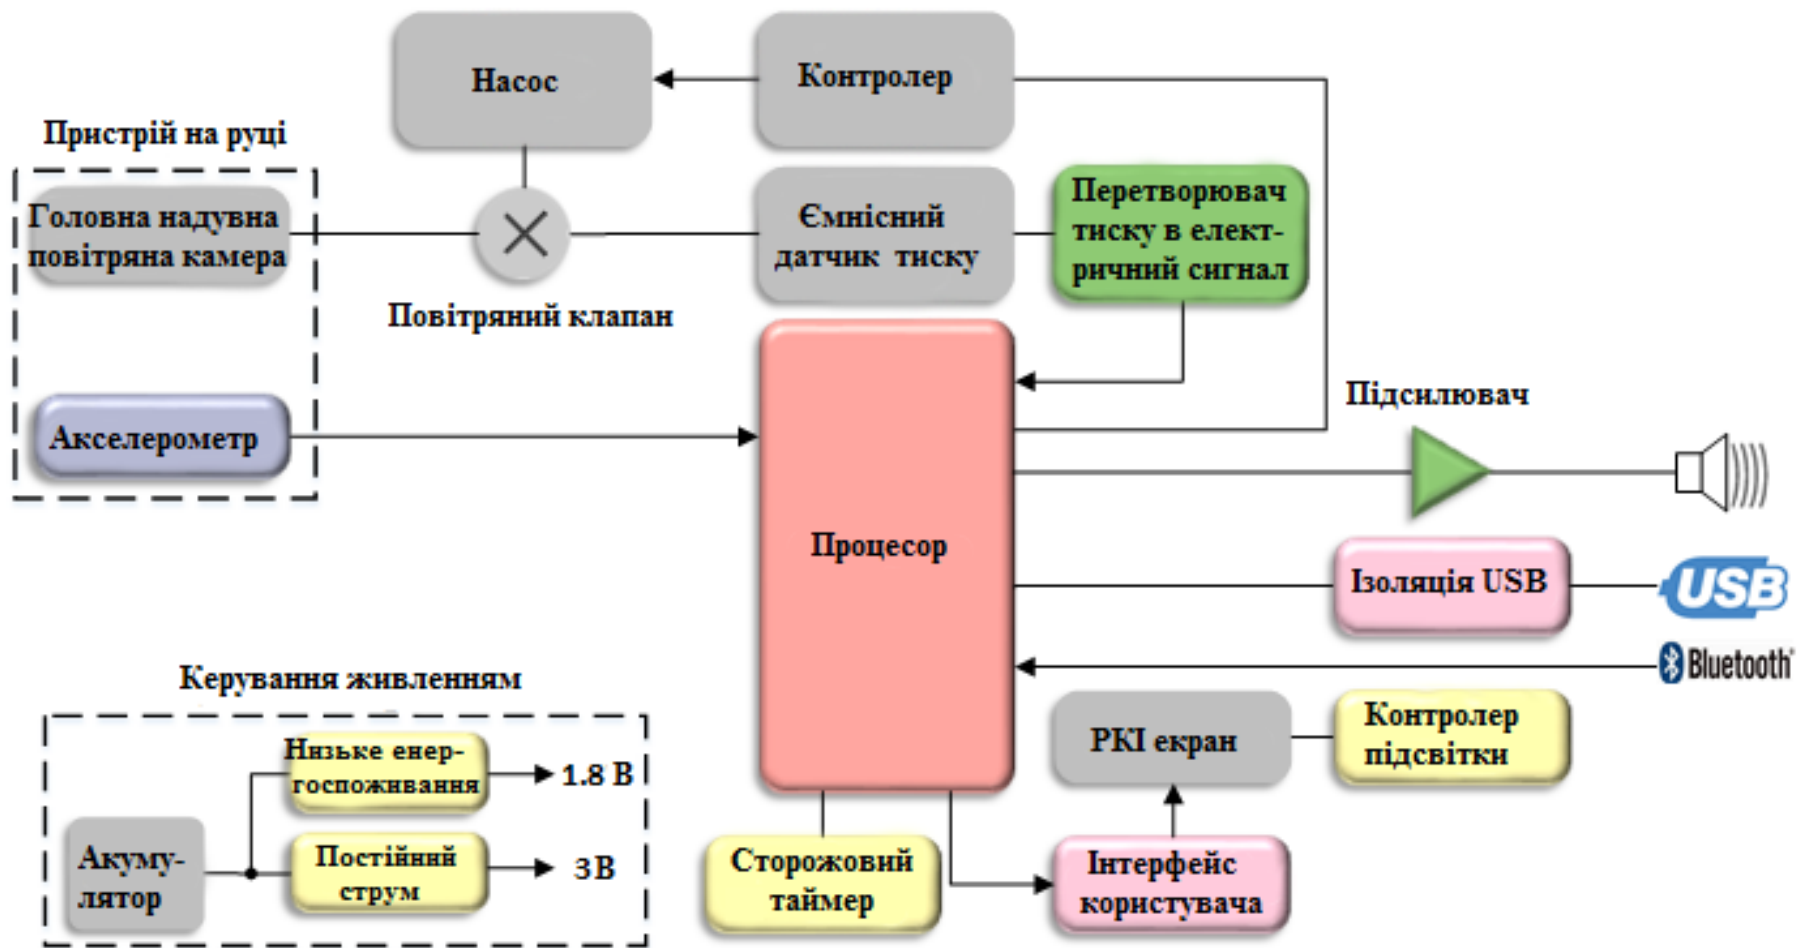 Насос
Контролер
Пристрій на руці
Головна надувна
повітряна камера
Ємнісний
датчик тиску
Перетворювач
тиску в елект-
ричний сигнал
Повітряний клапан
Акселерометр
Підсилювач
Процесор
Ізоляція USB
USB
Bluetooth
Керування живленням
РКІ екран
Контролер
підсвітки
Низьке енер-
госпоживання
1.8 В
Акуму-
лятор
Постійний
струм
3 В
Сторожовий
таймер
Інтерфейс
користувача